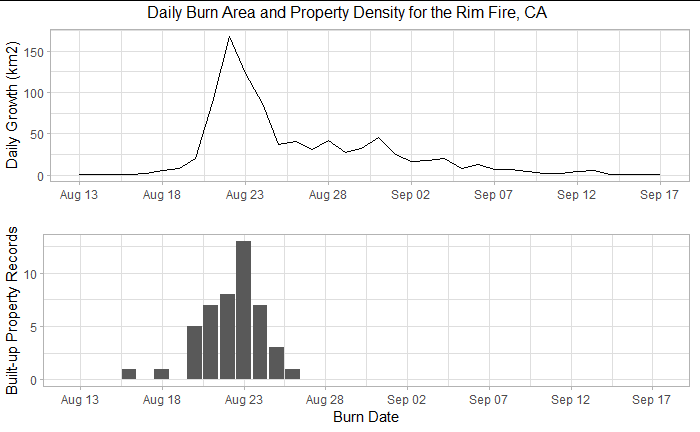 Daily Burn Area and Property Density for the Rim Fire, CA
Daily Growth (km2)
150
100
50
0
Aug 13 Aug 18 Aug 23 Aug 28 Sep 02 Sep 07 Sep 12 Sep 17
Built-up Property Records
10
5
0
Aug 13 Aug 18 Aug 23 Aug 28 Sep 02 Sep 07 Sep 12 Sep 17
Burn Date